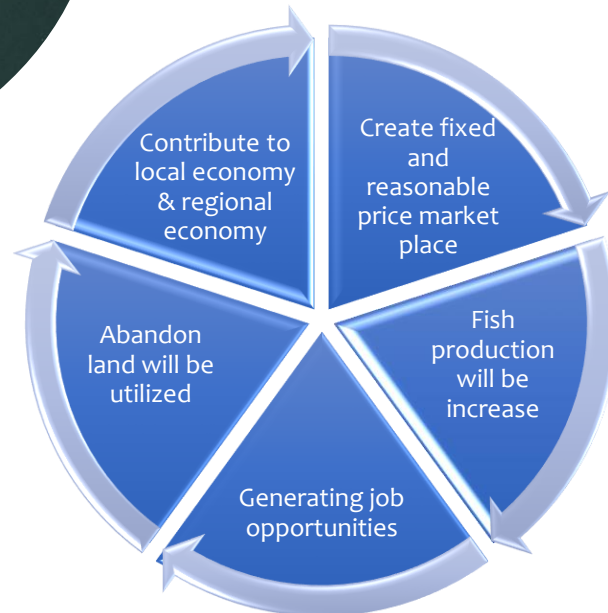 Create fixed
and
reasonable
price market
place
Fish
production
will be
increase
Generating job
opportunities
Abandon
land will be
utilized
Contribute to
local economy
& regional
economy